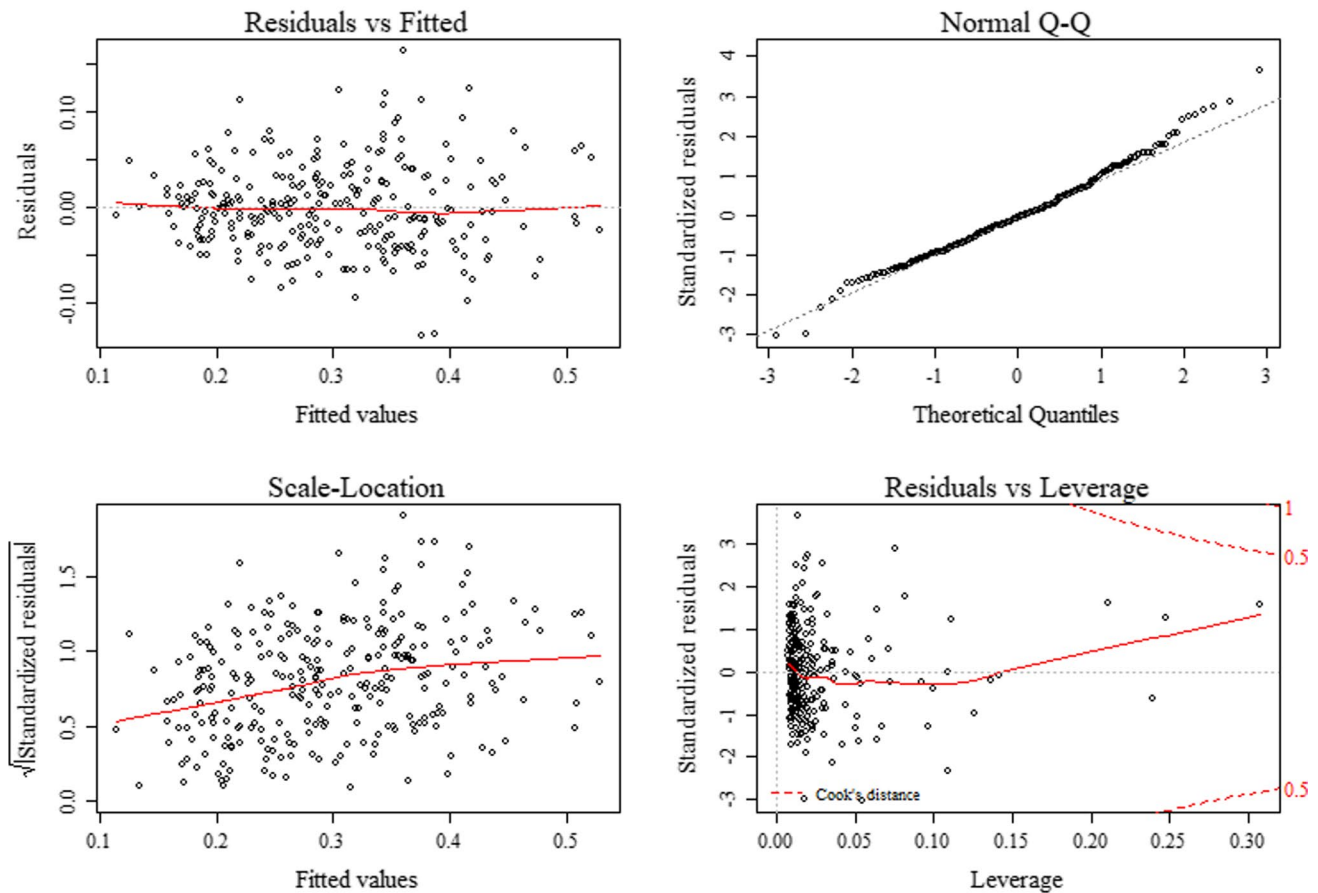 Residuals vs Fitted
Residuals
0.10
0.00
-0.10
0.1 0.2 0.3 0.4 0.5
Fitted values
Normal Q-Q
Standardized residuals
4
3
2
1
0
-1
-2
-3
-3 -2 -1 0 1 2 3
Theoretical Quantiles
Scale-Location
√|Standardized residuals|
1.5
1.0
0.5
0.0
0.1 0.2 0.3 0.4 0.5
Fitted values
Residuals vs Leverage
Standardized residuals
3
2
1
0
-1
-2
-3
1
0.5
0.5
Cook's distance
0.00 0.05 0.10 0.15 0.20 0.25 0.30
Leverage